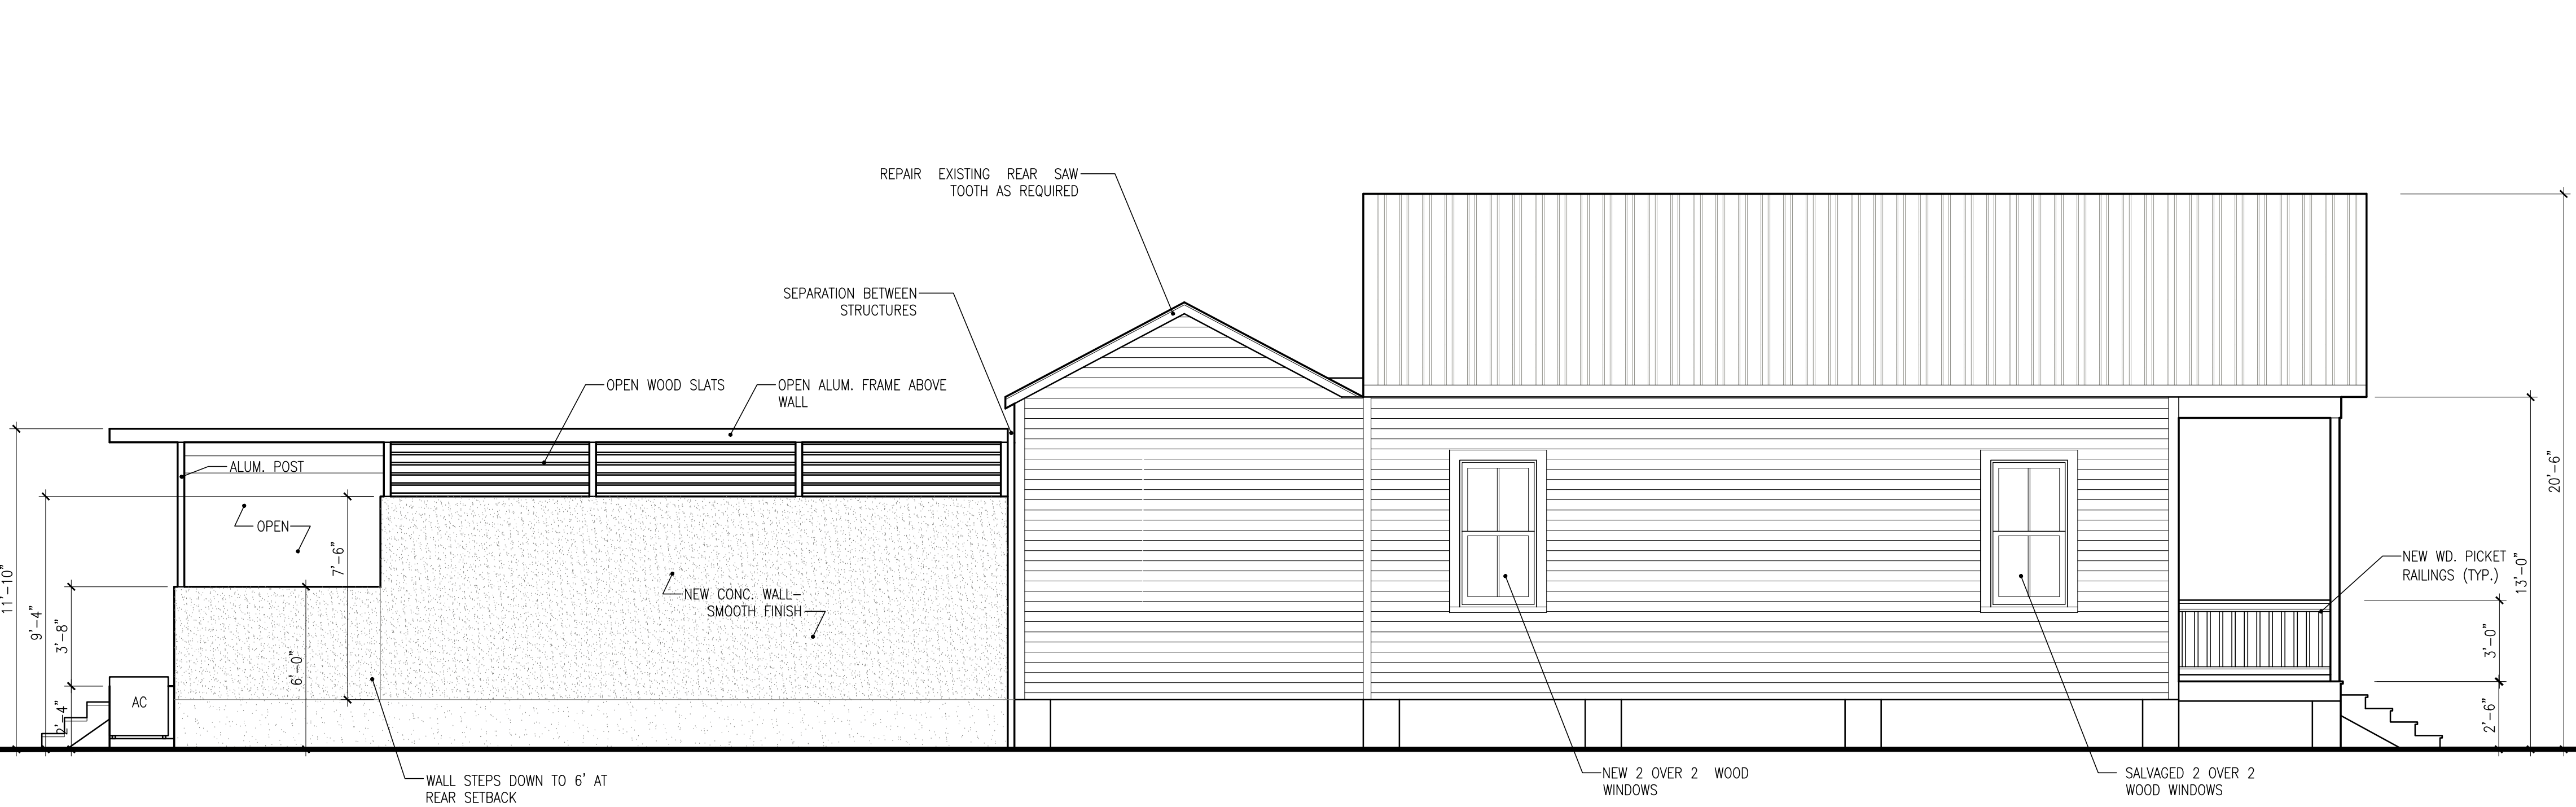 REPAIR EXISTING REAR SAW
TOOTH AS REQUIRED
SEPARATION BETWEEN
STRUCTURES
OPEN WOOD SLATS
OPEN ALUM. FRAME ABOVE
WALL
ALUM. POST
OPEN
NEW CONC. WALL-
SMOOTH FINISH
AC
WALL STEPS DOWN TO 6' AT
REAR SETBACK
NEW 2 OVER 2 WOOD
WINDOWS
SALVAGED 2 OVER 2
WOOD WINDOWS
NEW WD. PICKET
RAILINGS (TYP.)
11'-10"
9'-4"
3'-8"
2'-4"
6'-0"
7'-6"
3'-0"
2'-6"
13'-0"
20'-6"